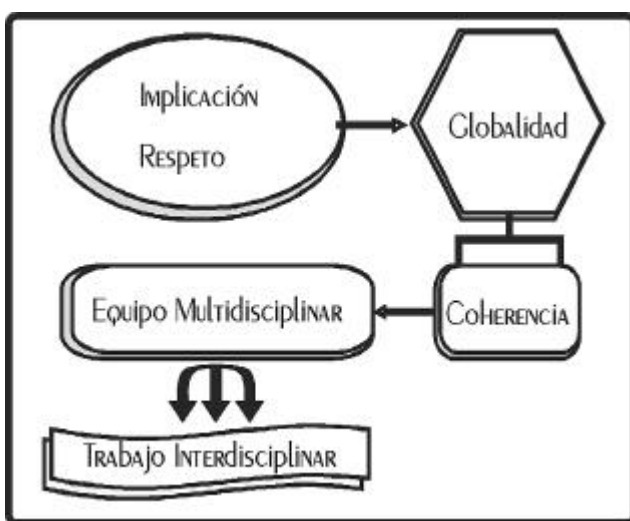 Implicación
Respeto
Globalidad
Coherencia
Equipo Multidisciplinar
Trabajo Interdisciplinar